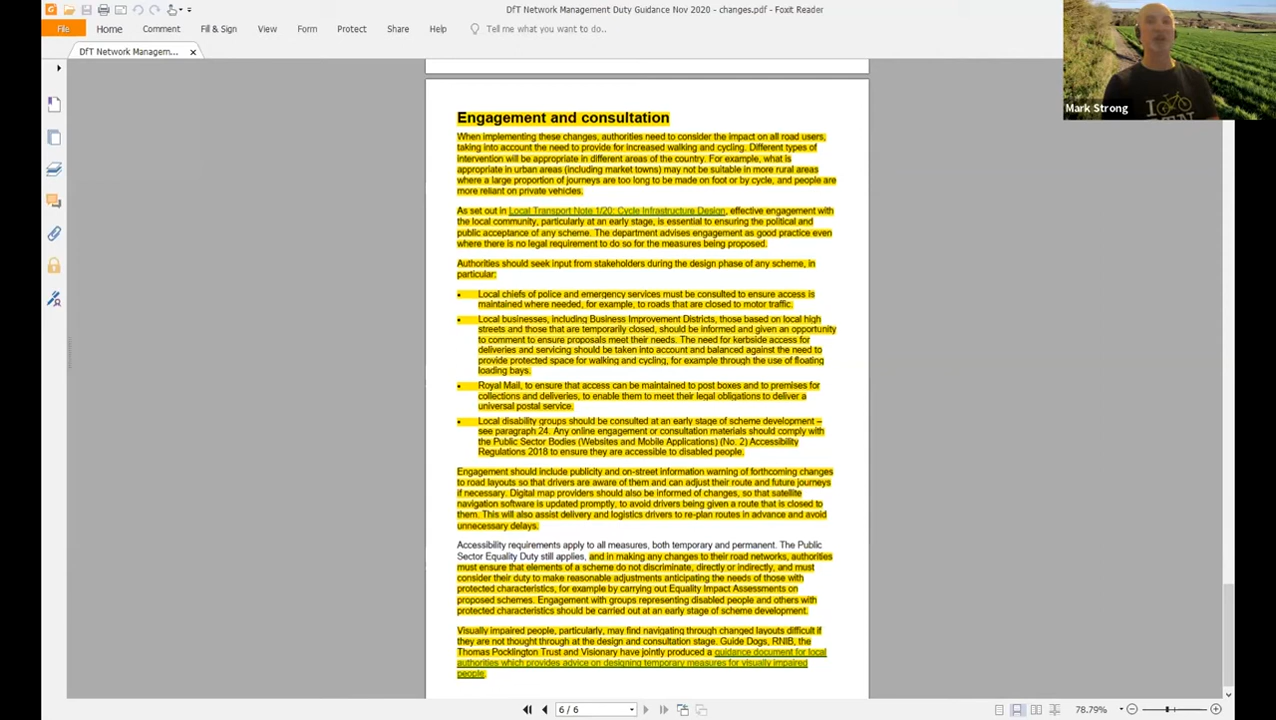 DfT Network Management Duty Guidance Nov 2020 - changes.pdf - Foxit Reader
File Home Comment Fill & Sign View Form Protect Share Help Tell me what you want to do..
DfT Network Managem... ×
Mark Strong
Engagement and consultation
When implementing these changes, authorities need to consider the impact on all road users,
taking into account the need to provide for increased walking and cycling. Different types of
intervention will be appropriate in different areas of the country. For example, what is
appropriate in urban areas (including market towns) may not be suitable in more rural areas
where a large proportion of journeys are too long to be made on foot or by cycle, and people are
more reliant on private vehicles.
As set out in Local Transport Note 1/20: Cycle Infrastructure Design, effective engagement with
the local community, particularly at an early stage, is essential to ensuring the political and
public acceptance of any scheme. The department advises engagement as good practice even
where there is no legal requirement to do so for the measures being proposed.
Authorities should seek input from stakeholders during the design phase of any scheme, in
particular:
• Local chiefs of police and emergency services must be consulted to ensure access is
maintained where needed, for example, to roads that are closed to motor traffic.
• Local businesses, including Business Improvement Districts, those based on local high
streets and those that are temporarily closed, should be informed and given an opportunity
to comment to ensure proposals meet their needs. The need for kerbside access for
deliveries and servicing should be taken into account and balanced against the need to
provide protected space for walking and cycling, for example through the use of floating
loading bays.
• Royal Mail, to ensure that access can be maintained to post boxes and to premises for
collections and deliveries, to enable them to meet their legal obligations to deliver a
universal postal service.
• Local disability groups should be consulted at an early stage of scheme development –
see paragraph 24. Any online engagement or consultation materials should comply with
the Public Sector Bodies (Websites and Mobile Applications) (No. 2) Accessibility
Regulations 2018 to ensure they are accessible to disabled people.
Engagement should include publicity and on-street information warning of forthcoming changes
to road layouts so that drivers are aware of them and can adjust their route and future journeys
if necessary. Digital map providers should also be informed of changes, so that satellite
navigation software is updated promptly, to avoid drivers being given a route that is closed to
them. This will also assist delivery and logistics drivers to re-plan routes in advance and avoid
unnecessary delays.
Accessibility requirements apply to all measures, both temporary and permanent. The Public
Sector Equality Duty still applies, and in making any changes to their road networks, authorities
must ensure that elements of a scheme do not discriminate, directly or indirectly, and must
consider their duty to make reasonable adjustments anticipating the needs of those with
protected characteristics, for example by carrying out Equality Impact Assessments on
proposed schemes. Engagement with groups representing disabled people and others with
protected characteristics should be carried out at an early stage of scheme development.
Visually impaired people, particularly, may find navigating through changed layouts difficult if
they are not thought through at the design and consultation stage. Guide Dogs, RNIB, the
Thomas Pocklington Trust and Visionary have jointly produced a guidance document for local
authorities which provides advice on designing temporary measures for visually impaired
people.
6 / 6
78.79%